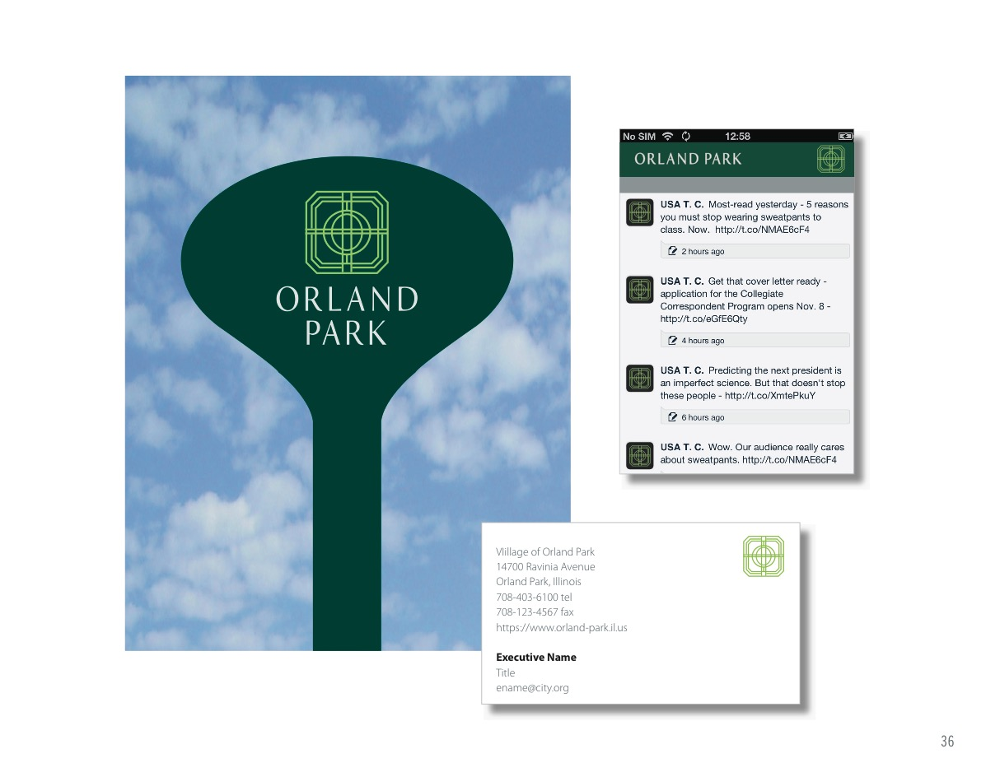 ORLAND
PARK
No SIM 12:58
ORLAND PARK
USA T. C. Most-read yesterday - 5 reasons
you must stop wearing sweatpants to
class. Now. http://t.co/NMAE6cF4
2 hours ago
USA T. C. Get that cover letter ready -
application for the Collegiate
Correspondent Program opens Nov. 8 -
http://t.co/eGfE6Qty
4 hours ago
USA T. C. Predicting the next president is
an imperfect science. But that doesn't stop
these people - http://t.co/XmtePkuY
6 hours ago
USA T. C. Wow. Our audience really cares
about sweatpants. http://t.co/NMAE6cF4
Vlillage of Orland Park
14700 Ravinia Avenue
Orland Park, Illinois
708-403-6100 tel
708-123-4567 fax
https://www.orland-park.il.us
Executive Name
Title
ename@city.org
36